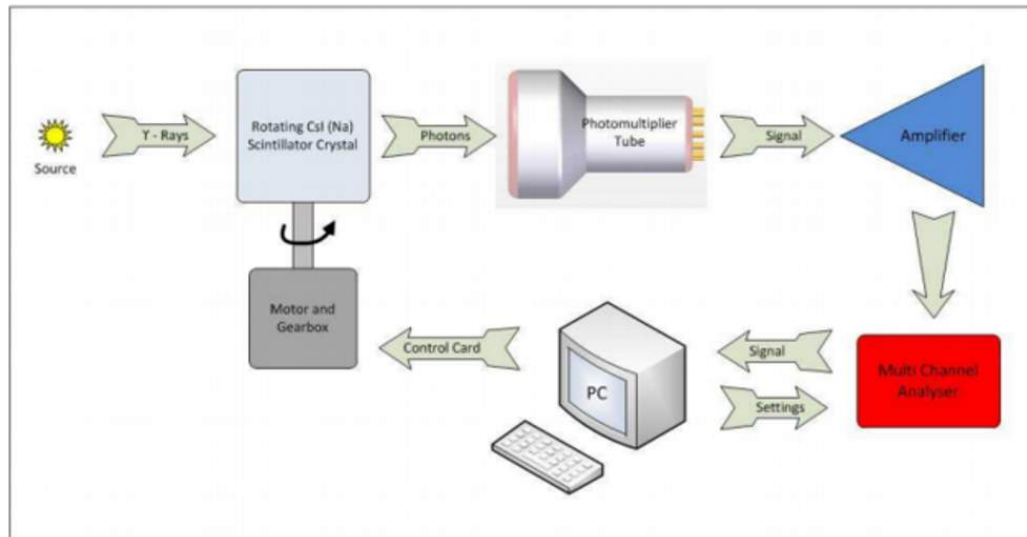 Source
ϒ - Rays
Rotating CsI (Na)
Scintillator Crystal
Photons
Photomultiplier
Tube
Signal
Amplifier
Motor and
Gearbox
Control Card
PC
Signal
Settings
Multi Channel
Analyser